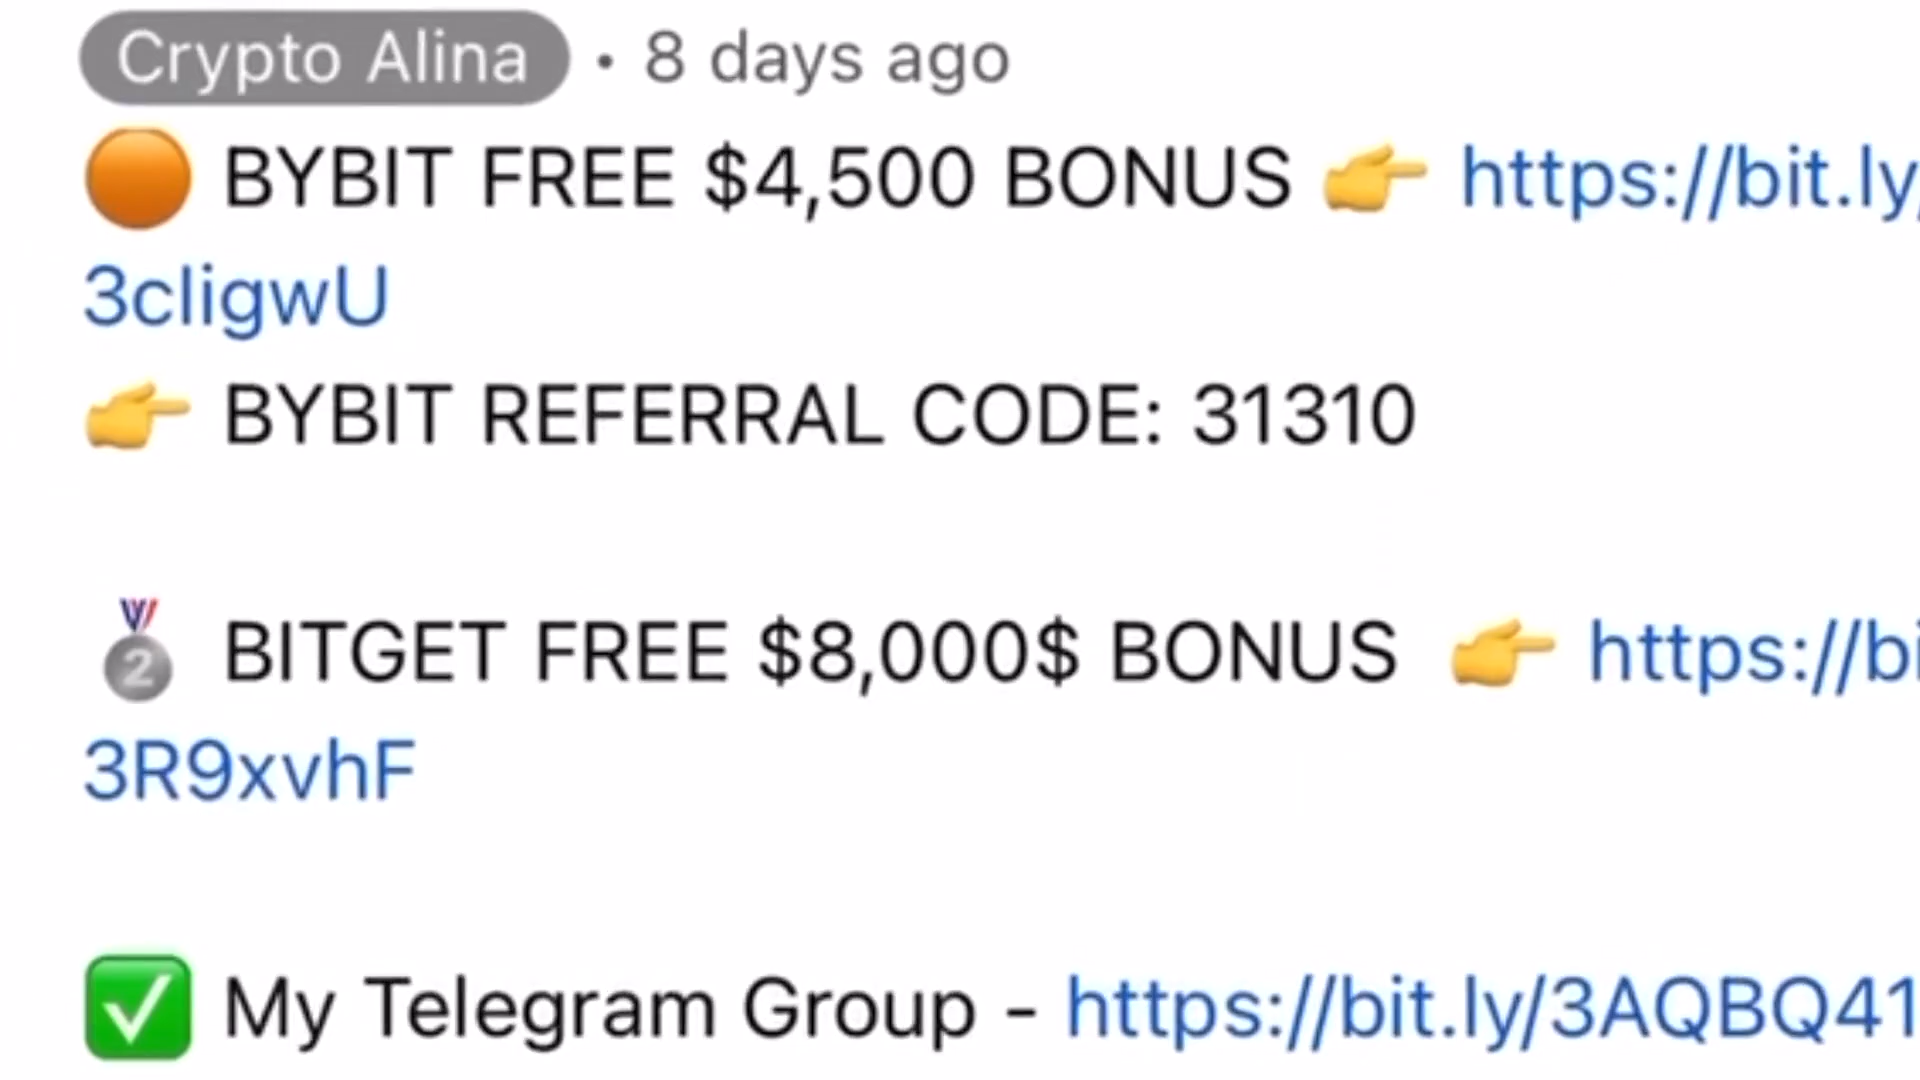 Crypto Alina • 8 days ago
🟠 BYBIT FREE $4,500 BONUS 👉 https://bit.ly/
3cIigwU
👉 BYBIT REFERRAL CODE: 31310
🥈 BITGET FREE $8,000$ BONUS 👉 https://bi
3R9xvhF
✅ My Telegram Group - https://bit.ly/3AQBQ41